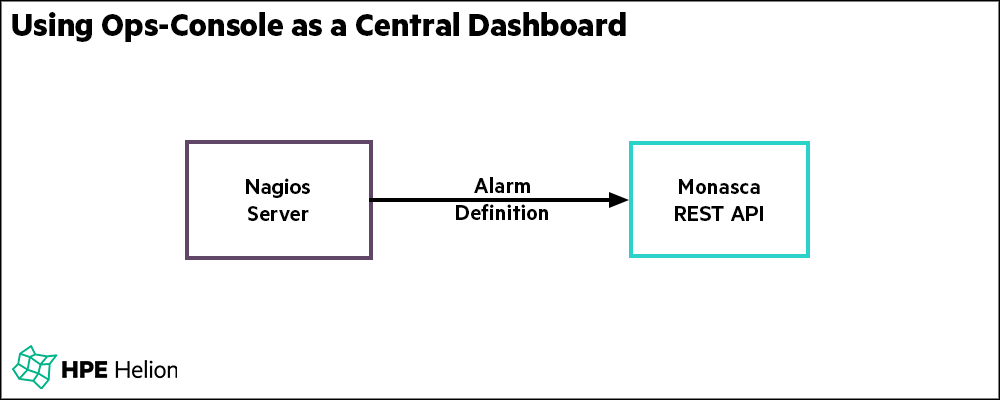 Using Ops-Console as a Central Dashboard
Nagios
Server
Alarm
Definition
Monasca
REST API
HPE Helion